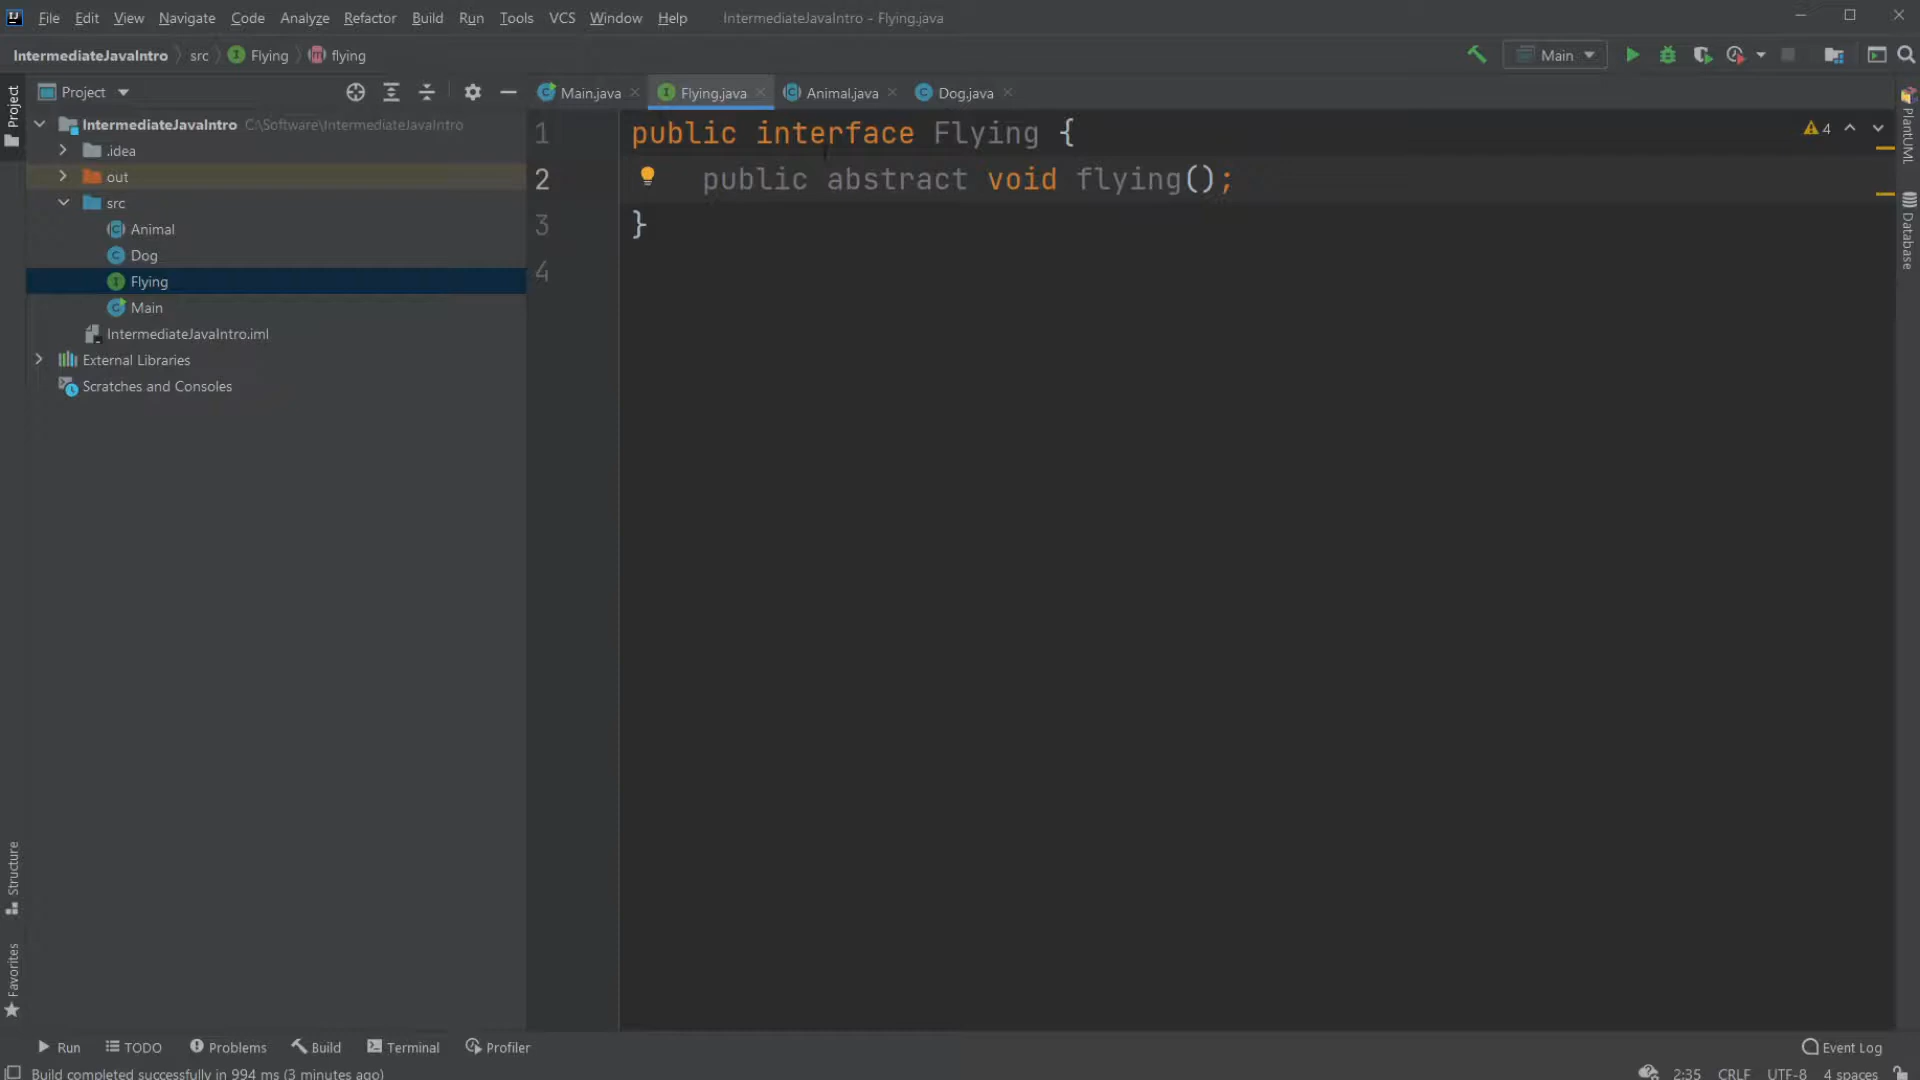 File Edit View Navigate Code Analyze Refactor Build Run Tools VCS Window Help IntermediateJavaIntro - Flying.java
IntermediateJavaIntro src Flying flying Main
Project
Project
Main.java Flying.java Animal.java Dog.java
IntermediateJavaIntro C:\Software\IntermediateJavaIntro
.idea
out
src
Animal
Dog
Flying
Main
IntermediateJavaIntro.iml
External Libraries
Scratches and Consoles
1 public interface Flying {
2 public abstract void flying();
3 }
4
4
PlantUML
Database
Structure
Favorites
Run TODO Problems Build Terminal Profiler Event Log
Build completed successfully in 994 ms (3 minutes ago) 2:35 CRLF UTF-8 4 spaces